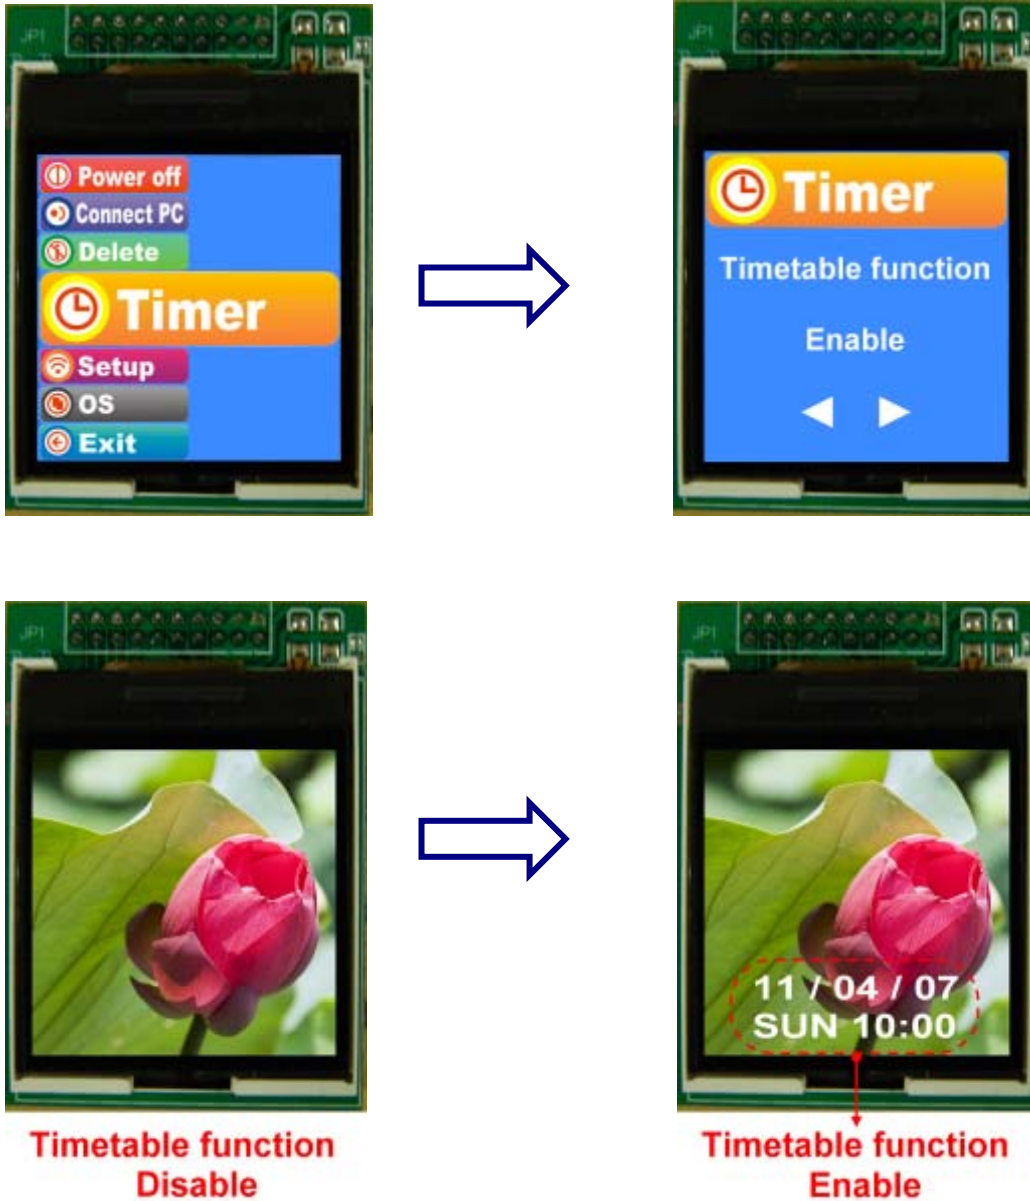 JP1
Power off
Connect PC
Delete
Timer
Setup
OS
Exit
JP1
Timer
Timetable function
Enable
JP1
Timetable function
Disable
JP1
11 / 04 / 07
SUN 10:00
Timetable function
Enable